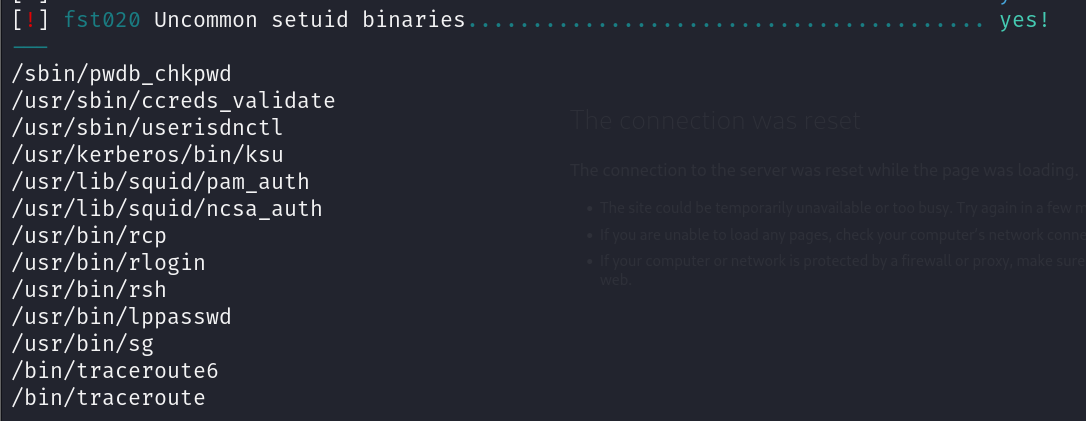 [!] fst020 Uncommon setuid binaries........................................ yes!
---
/sbin/pwdb_chkpwd
/usr/sbin/ccreds_validate
The connection was reset
/usr/sbin/userisdnctl
/usr/kerberos/bin/ksu
The connection to the server was reset while the page was loading.
/usr/lib/squid/pam_auth
/usr/lib/squid/ncsa_auth
The site could be temporarily unavailable or too busy. Try again in a few
/usr/bin/rcp
If you are unable to load any pages, check your computer's network
/usr/bin/rlogin
If your computer or network is protected by a firewall or proxy, make sure
web.
/usr/bin/rsh
/usr/bin/lppasswd
/usr/bin/sg
/bin/traceroute6
/bin/traceroute